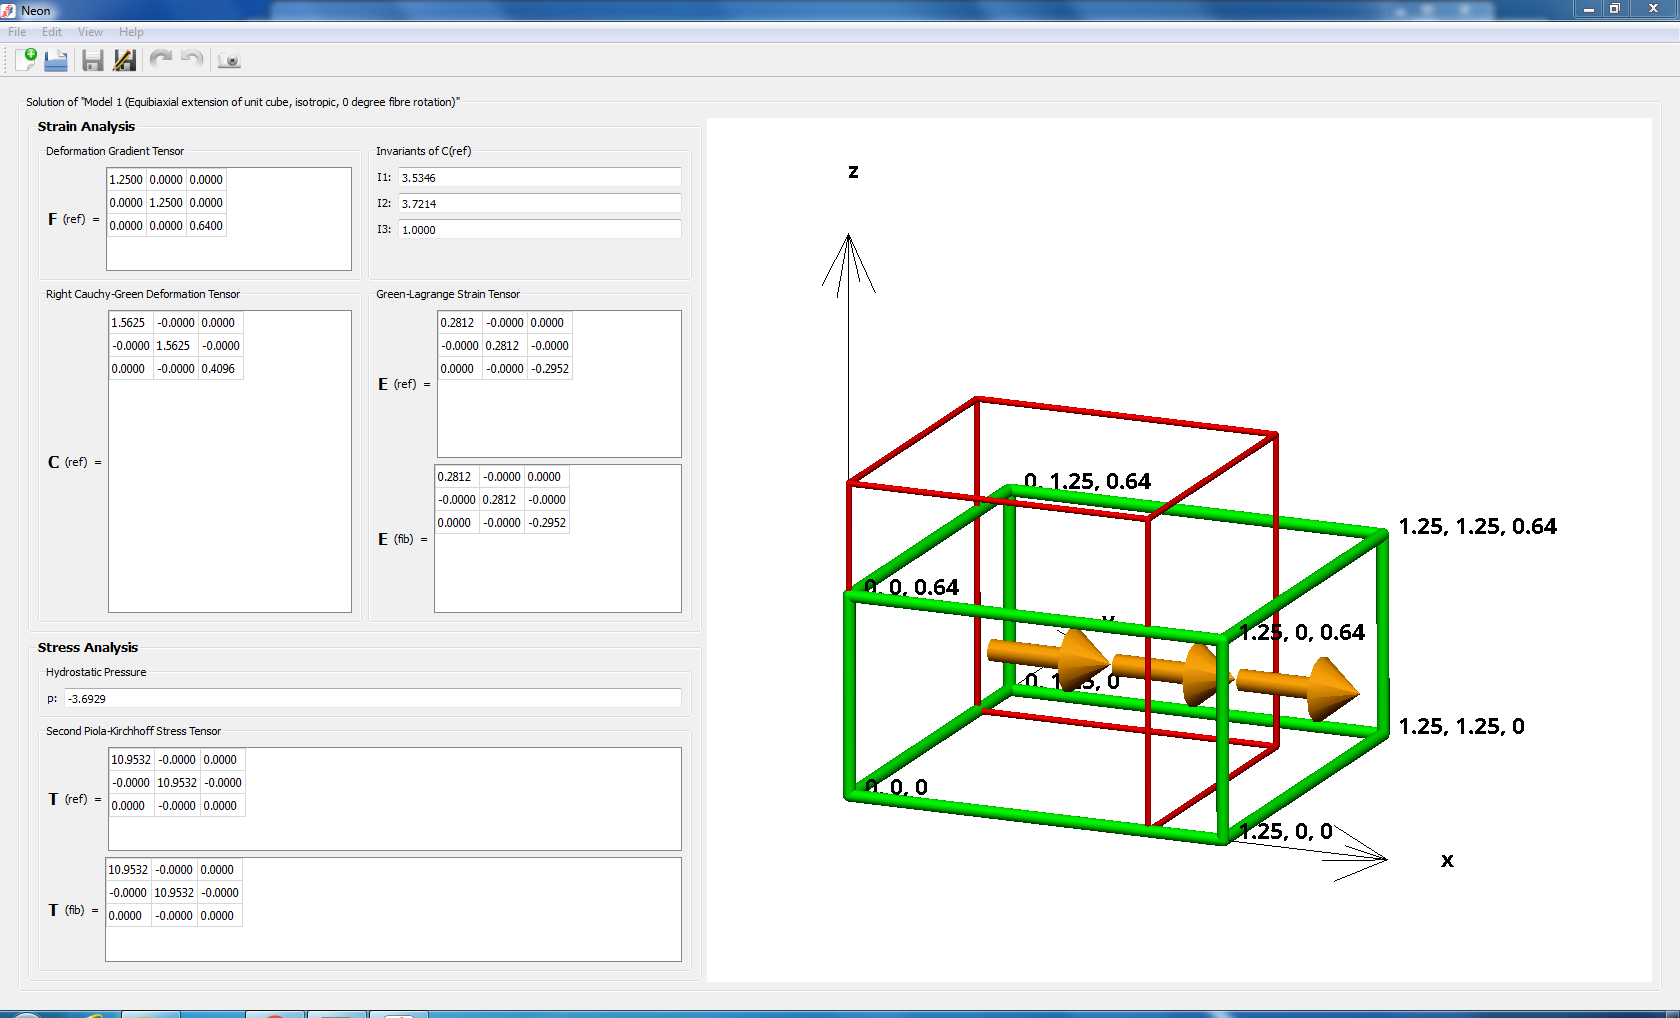 Neon
File Edit View Help
Solution of "Model 1 (Equibiaxial extension of unit cube, isotropic, 0 degree fibre rotation)"
Strain Analysis
Deformation Gradient Tensor
F (ref) =
1.2500 0.0000 0.0000
0.0000 1.2500 0.0000
0.0000 0.0000 0.6400
Invariants of C(ref)
I1: 3.5346
I2: 3.7214
I3: 1.0000
Right Cauchy-Green Deformation Tensor
C (ref) =
1.5625 -0.0000 0.0000
-0.0000 1.5625 -0.0000
0.0000 -0.0000 0.4096
Green-Lagrange Strain Tensor
E (ref) =
0.2812 -0.0000 0.0000
-0.0000 0.2812 -0.0000
0.0000 -0.0000 -0.2952
E (fib) =
0.2812 -0.0000 0.0000
-0.0000 0.2812 -0.0000
0.0000 -0.0000 -0.2952
Stress Analysis
Hydrostatic Pressure
p: -3.6929
Second Piola-Kirchhoff Stress Tensor
T (ref) =
10.9532 -0.0000 0.0000
-0.0000 10.9532 -0.0000
0.0000 -0.0000 0.0000
T (fib) =
10.9532 -0.0000 0.0000
-0.0000 10.9532 -0.0000
0.0000 -0.0000 0.0000
z
0, 1.25, 0.64
1.25, 1.25, 0.64
0, 0, 0.64
y
1.25, 0, 0.64
0, 1.25, 0
1.25, 1.25, 0
0, 0, 0
1.25, 0, 0
x